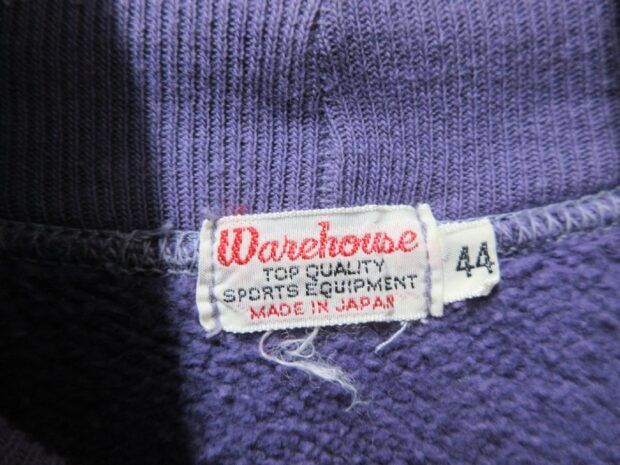 Warehouse
TOP QUALITY
SPORTS EQUIPMENT
MADE IN JAPAN
44